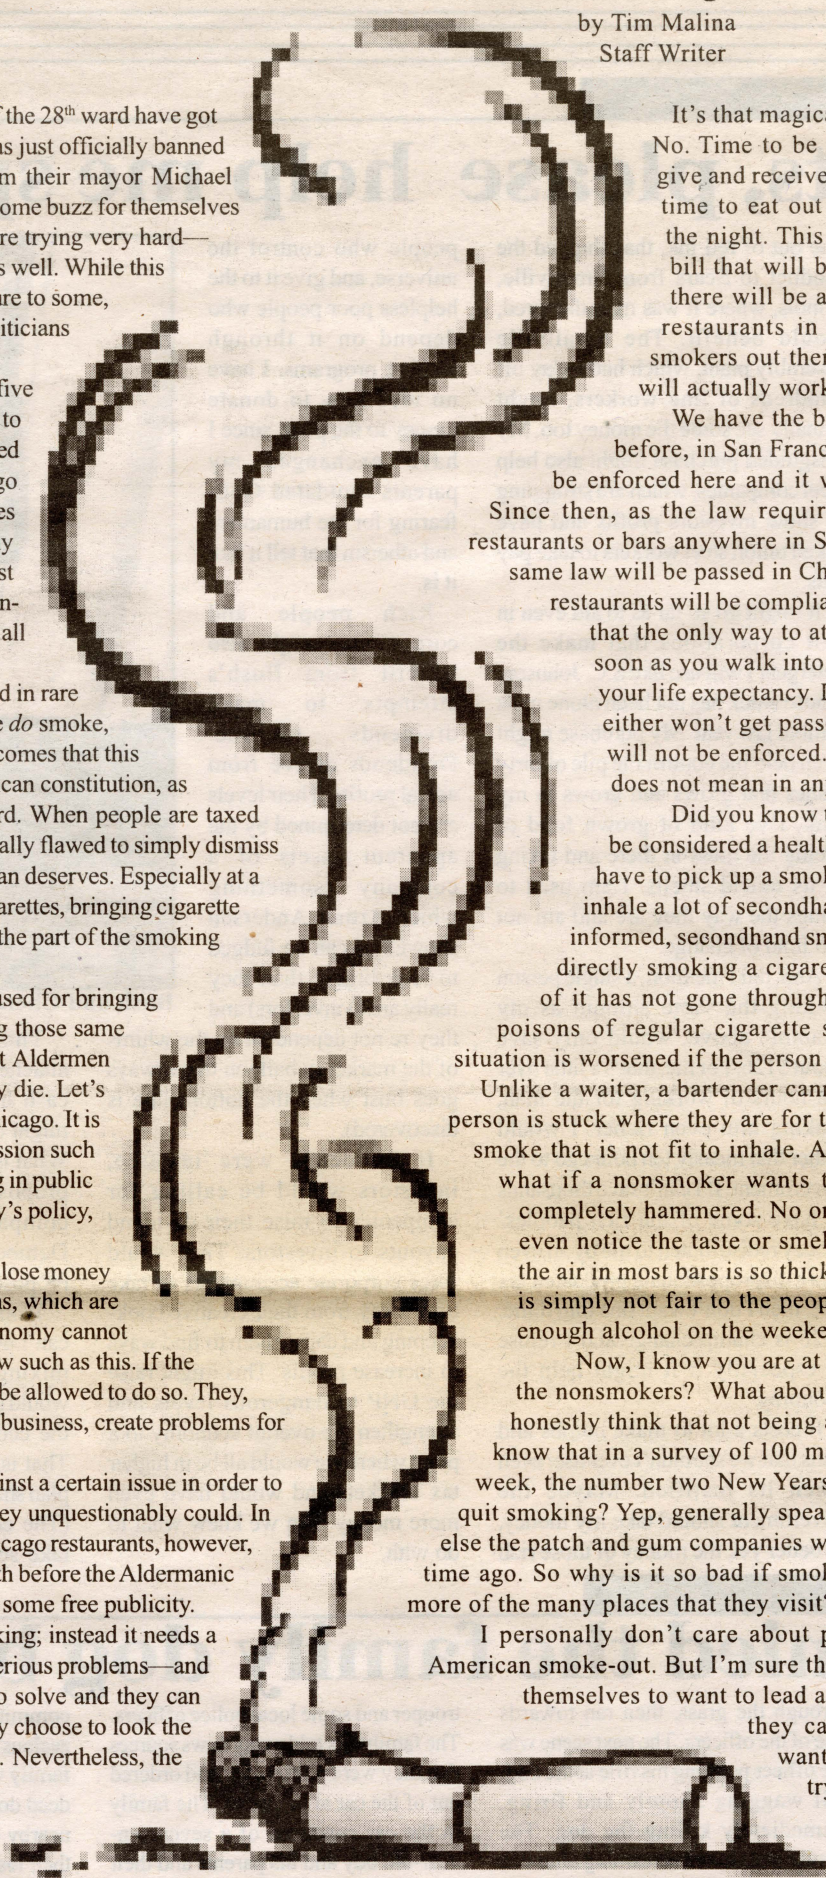 by Tim Malina
Staff Writer
f the 28th ward have got
as just officially banned
m their mayor Michael
ome buzz for themselves
re trying very hard—
s well. While this
are to some,
iticians
five
to
ed
go
es
y
st
n-
all
d in rare
e do smoke,
comes that this
can constitution, as
rd. When people are taxed
ally flawed to simply dismiss
an deserves. Especially at a
arettes, bringing cigarette
the part of the smoking
used for bringing
g those same
t Aldermen
y die. Let's
icago. It is
ssion such
g in public
y's policy,
lose money
ns, which are
nomy cannot
w such as this. If the
be allowed to do so. They,
business, create problems for
inst a certain issue in order to
ey unquestionably could. In
icago restaurants, however,
th before the Aldermanic
some free publicity.
king; instead it needs a
erious problems—and
o solve and they can
y choose to look the
. Nevertheless, the
It's that magica
No. Time to be
give and receive
time to eat out
the night. This
bill that will b
there will be a
restaurants in
smokers out ther
will actually work
We have the b
before, in San Franc
be enforced here and it w
Since then, as the law requir
restaurants or bars anywhere in S
same law will be passed in Ch
restaurants will be complia
that the only way to at
soon as you walk into
your life expectancy. I
either won't get pass
will not be enforced.
does not mean in an
Did you know t
be considered a healt
have to pick up a smol
inhale a lot of secondha
informed, secondhand sn
directly smoking a cigare
of it has not gone through
poisons of regular cigarette s
situation is worsened if the person
Unlike a waiter, a bartender cann
person is stuck where they are for t
smoke that is not fit to inhale. A
what if a nonsmoker wants t
completely hammered. No on
even notice the taste or smel
the air in most bars is so thick
is simply not fair to the peop
enough alcohol on the weeke
Now, I know you are at
the nonsmokers? What abou
honestly think that not being a
know that in a survey of 100 m
week, the number two New Years
quit smoking? Yep, generally spea
else the patch and gum companies w
time ago. So why is it so bad if smol
more of the many places that they visit?
I personally don't care about p
American smoke-out. But I'm sure th
themselves to want to lead a
they ca
want
try